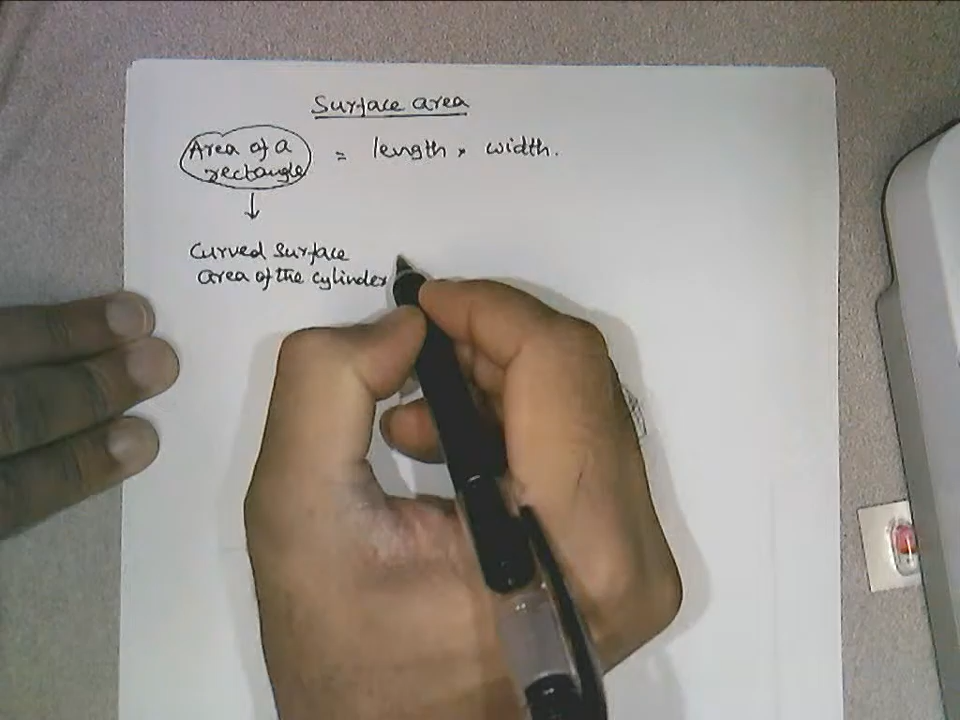 Surface area
Area of a
rectangle
= length × width.
Curved Surface
area of the cylinder